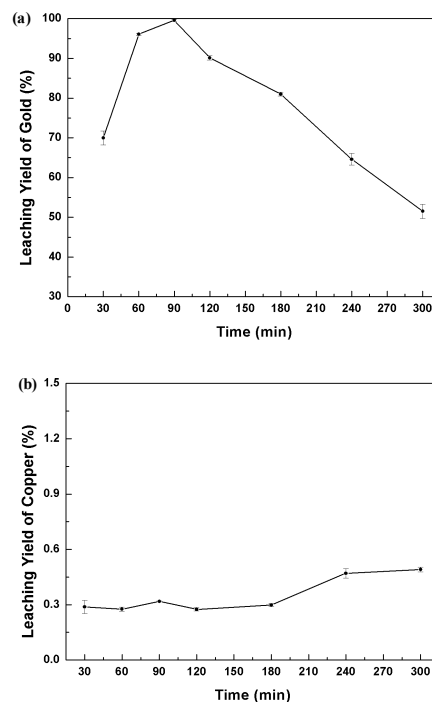 (a)
Leaching Yield of Gold (%)
100
90
80
70
60
50
40
30
0 30 60 90 120 150 180 210 240 270 300
Time (min)
(b)
Leaching Yield of Copper (%)
1.5
1.2
0.9
0.6
0.3
0.0
30 60 90 120 150 180 210 240 270 300
Time (min)